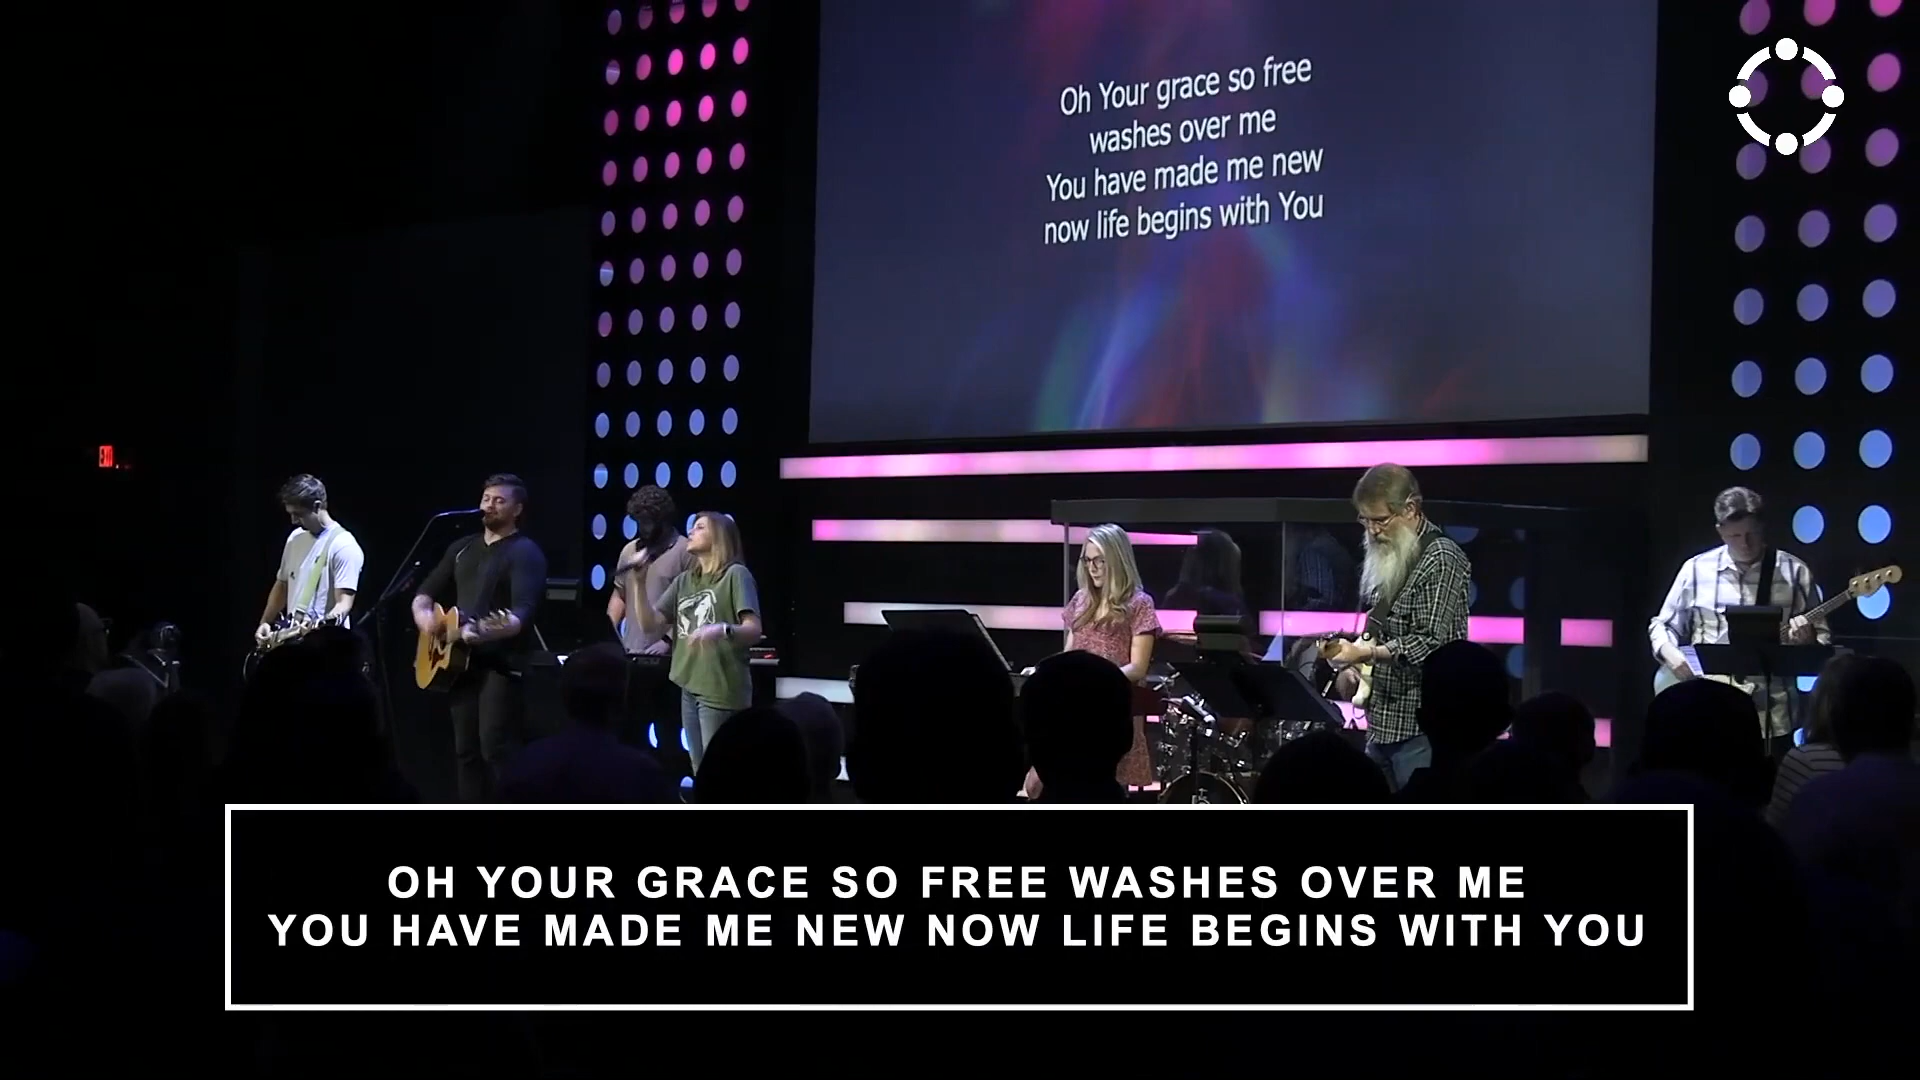 Oh Your grace so free
washes over me
You have made me new
now life begins with You
EXIT
OH YOUR GRACE SO FREE WASHES OVER ME
YOU HAVE MADE ME NEW NOW LIFE BEGINS WITH YOU